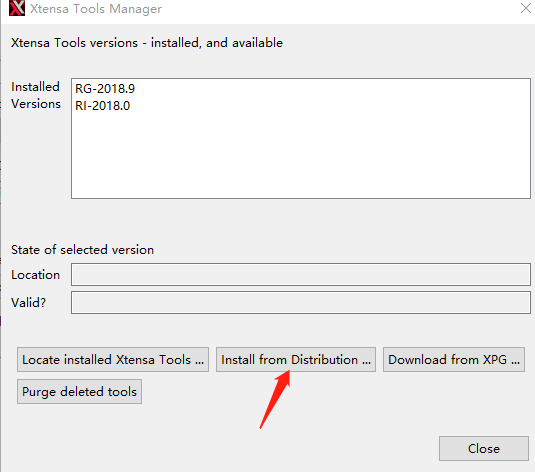 Xtensa Tools Manager
Xtensa Tools versions - installed, and available
Installed
Versions
RG-2018.9
RI-2018.0
State of selected version
Location
Valid?
Locate installed Xtensa Tools ...
Install from Distribution ...
Download from XPG ...
Purge deleted tools
Close